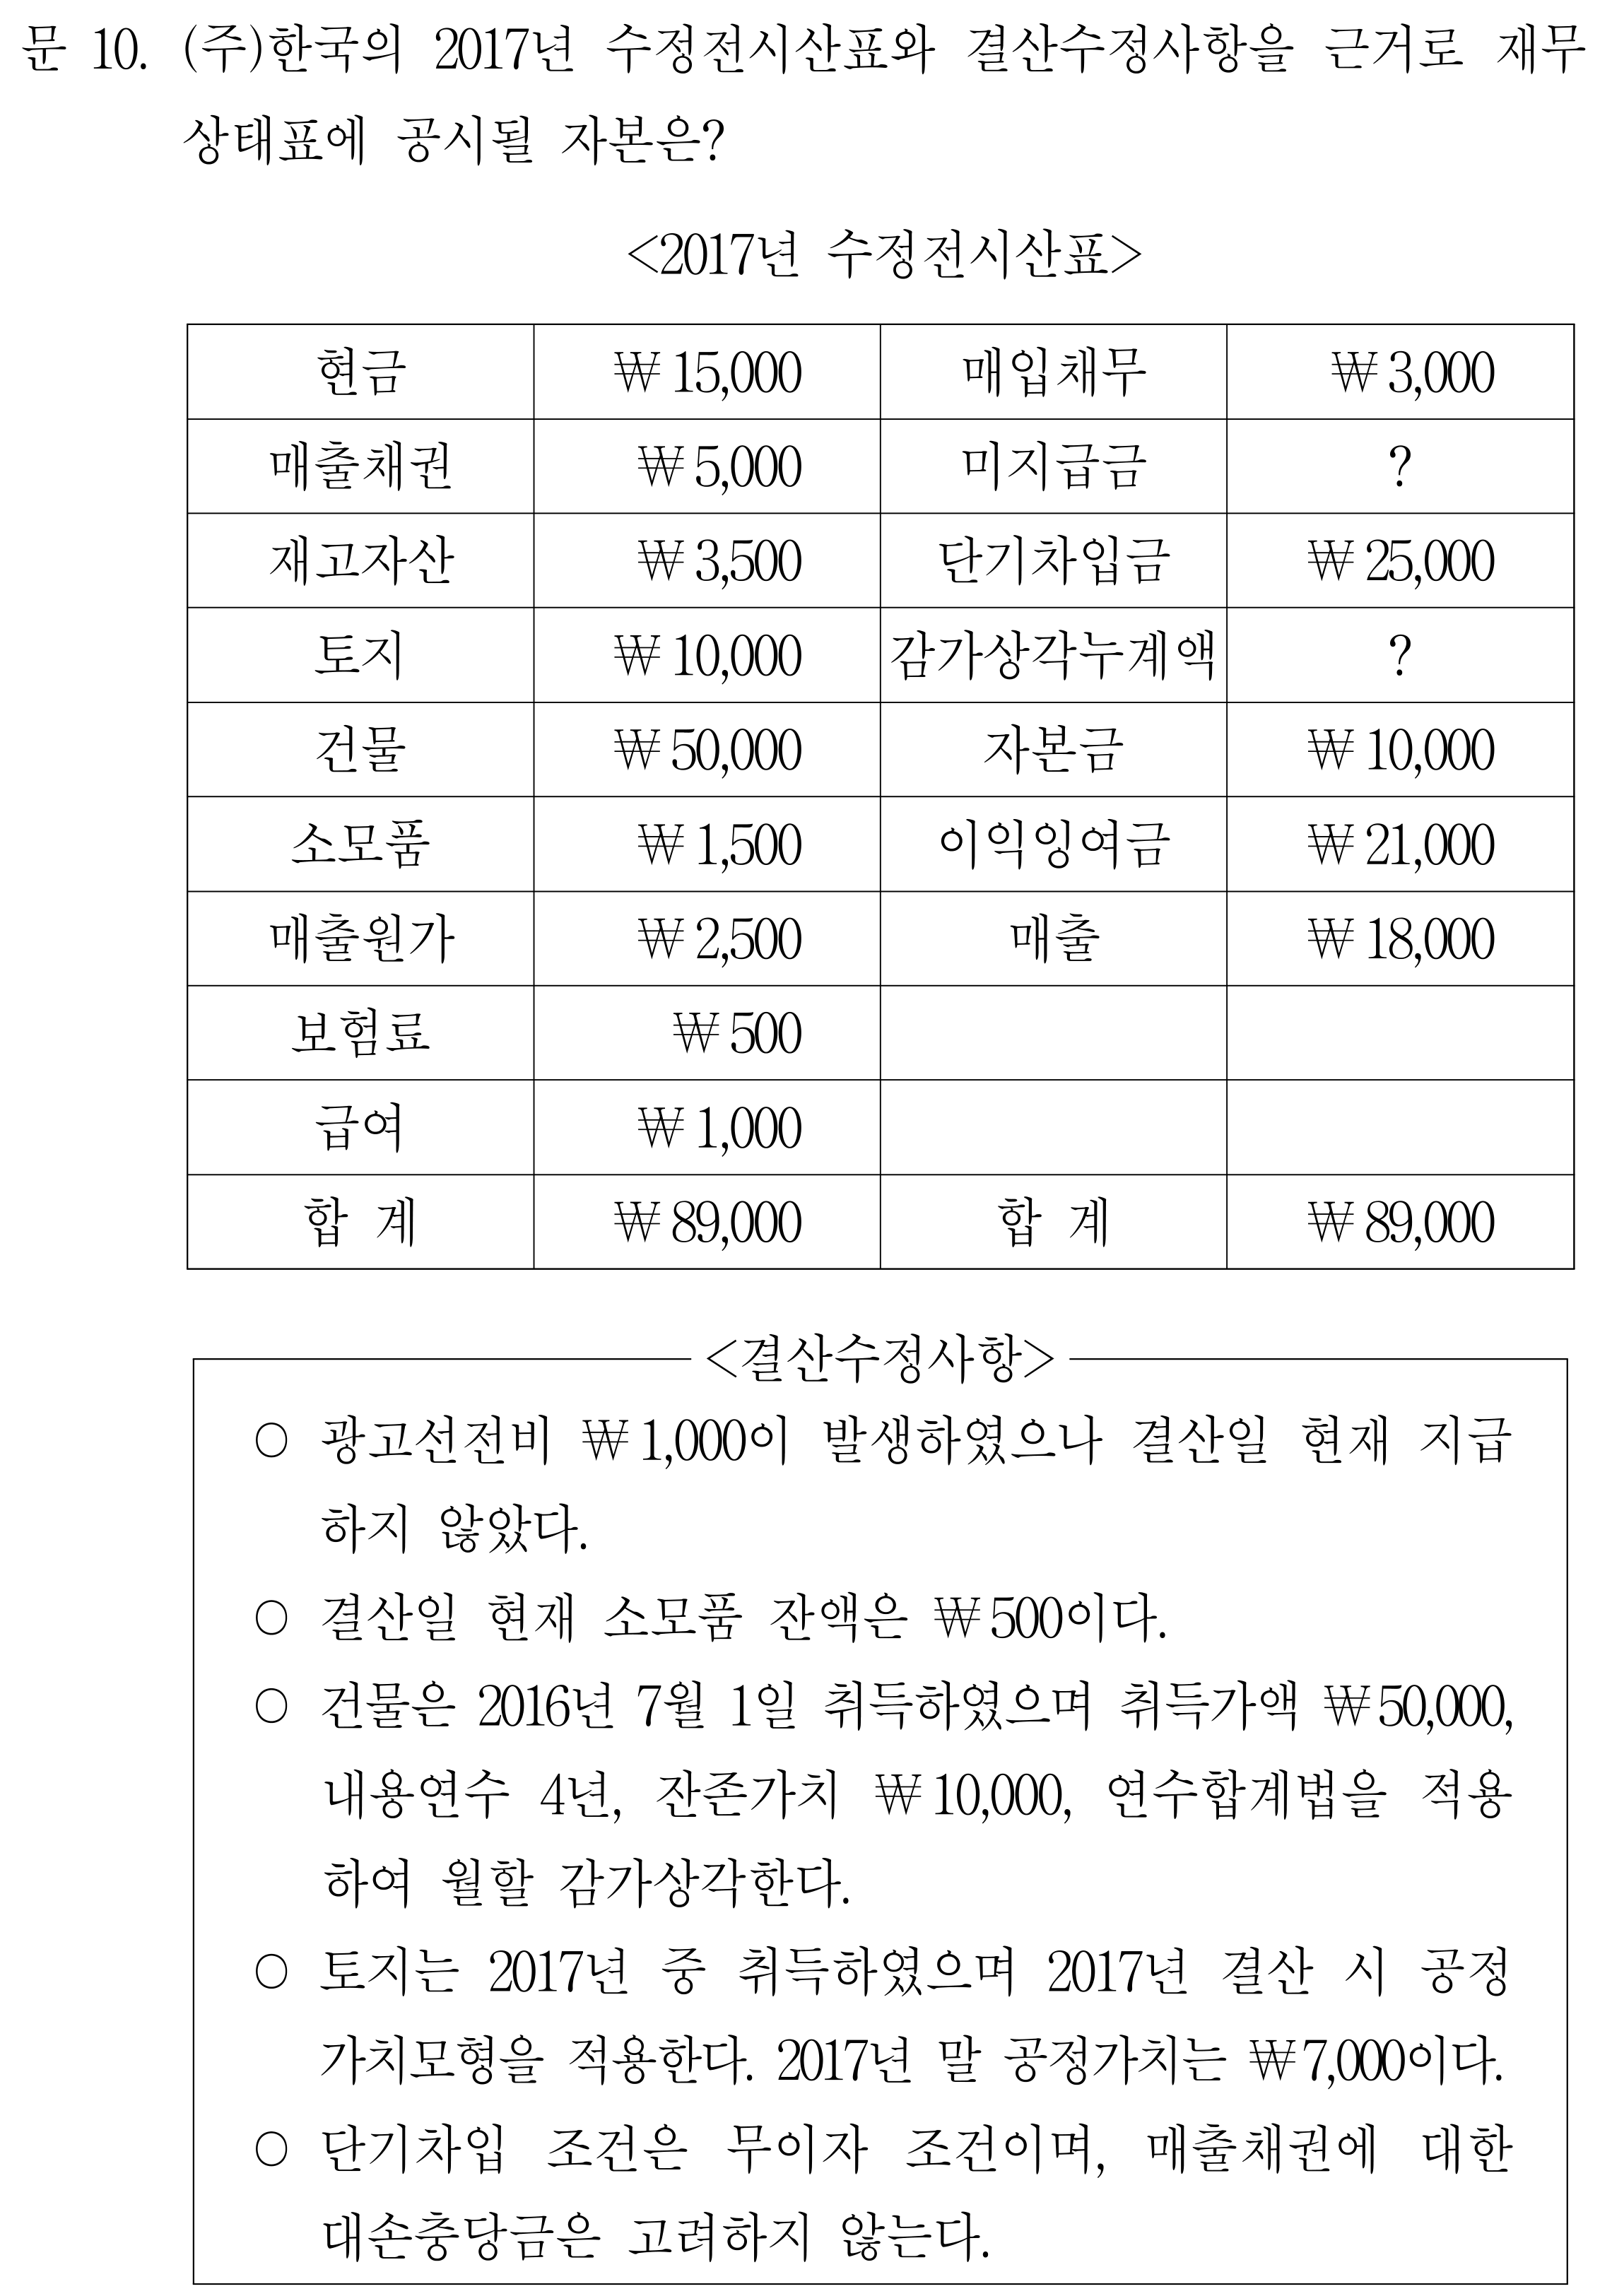 문 10. (주)한국의 2017년 수정전시산표와 결산수정사항을 근거로 재무
상태표에 공시될 자본은?
<2017년 수정전시산표>
현금 ₩15,000 매입채무 ₩3,000
매출채권 ₩5,000 미지급금 ?
재고자산 ₩3,500 단기차입금 ₩25,000
토지 ₩10,000 감가상각누계액 ?
건물 ₩50,000 자본금 ₩10,000
소모품 ₩1,500 이익잉여금 ₩21,000
매출원가 ₩2,500 매출 ₩18,000
보험료 ₩500
급여 ₩1,000
합 계 ₩89,000 합 계 ₩89,000
<결산수정사항>
○ 광고선전비 ₩1,000이 발생하였으나 결산일 현재 지급
하지 않았다.
○ 결산일 현재 소모품 잔액은 ₩500이다.
○ 건물은 2016년 7월 1일 취득하였으며 취득가액 ₩50,000,
내용연수 4년, 잔존가치 ₩10,000, 연수합계법을 적용
하여 월할 감가상각한다.
○ 토지는 2017년 중 취득하였으며 2017년 결산 시 공정
가치모형을 적용한다. 2017년 말 공정가치는 ₩7,000이다.
○ 단기차입 조건은 무이자 조건이며, 매출채권에 대한
대손충당금은 고려하지 않는다.